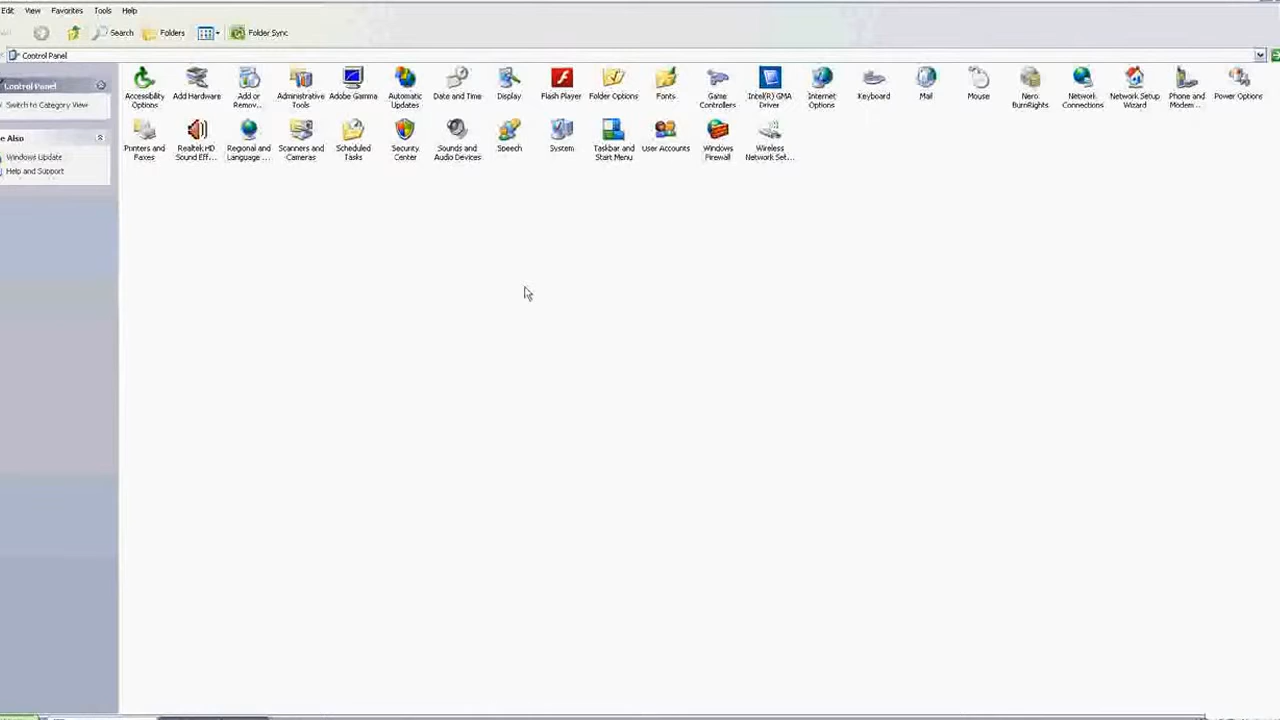 Edit View Favorites Tools Help
Search Folders Folder Sync
Control Panel
Control Panel
Switch to Category View
Also
Windows Update
Help and Support
Accessibility Options
Add Hardware
Add or Remov...
Administrative Tools
Adobe Gamma
Automatic Updates
Date and Time
Display
Flash Player
Folder Options
Fonts
Game Controllers
Intel(R) GMA Driver
Internet Options
Keyboard
Mail
Mouse
Nero BurnRights
Network Connections
Network Setup Wizard
Phone and Modem ...
Power Options
Printers and Faxes
Realtek HD Sound Eff...
Regional and Language ...
Scanners and Cameras
Scheduled Tasks
Security Center
Sounds and Audio Devices
Speech
System
Taskbar and Start Menu
User Accounts
Windows Firewall
Wireless Network Set...